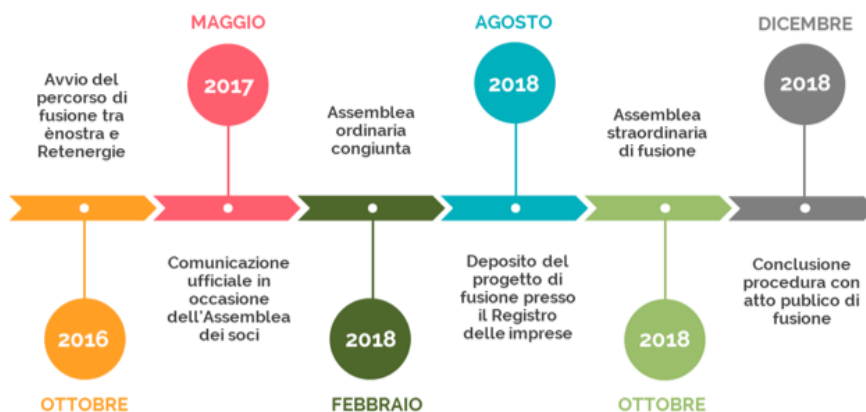 Avvio del
percorso di
fusione tra
ènostra e
Retenergie
2016
OTTOBRE
MAGGIO
2017
Comunicazione
ufficiale in
occasione
dell'Assemblea
dei soci
Assemblea
ordinaria
congiunta
2018
FEBBRAIO
AGOSTO
2018
Deposito del
progetto di
fusione presso
il Registro
delle imprese
Assemblea
straordinaria
di fusione
2018
OTTOBRE
DICEMBRE
2018
Conclusione
procedura con
atto publico di
fusione